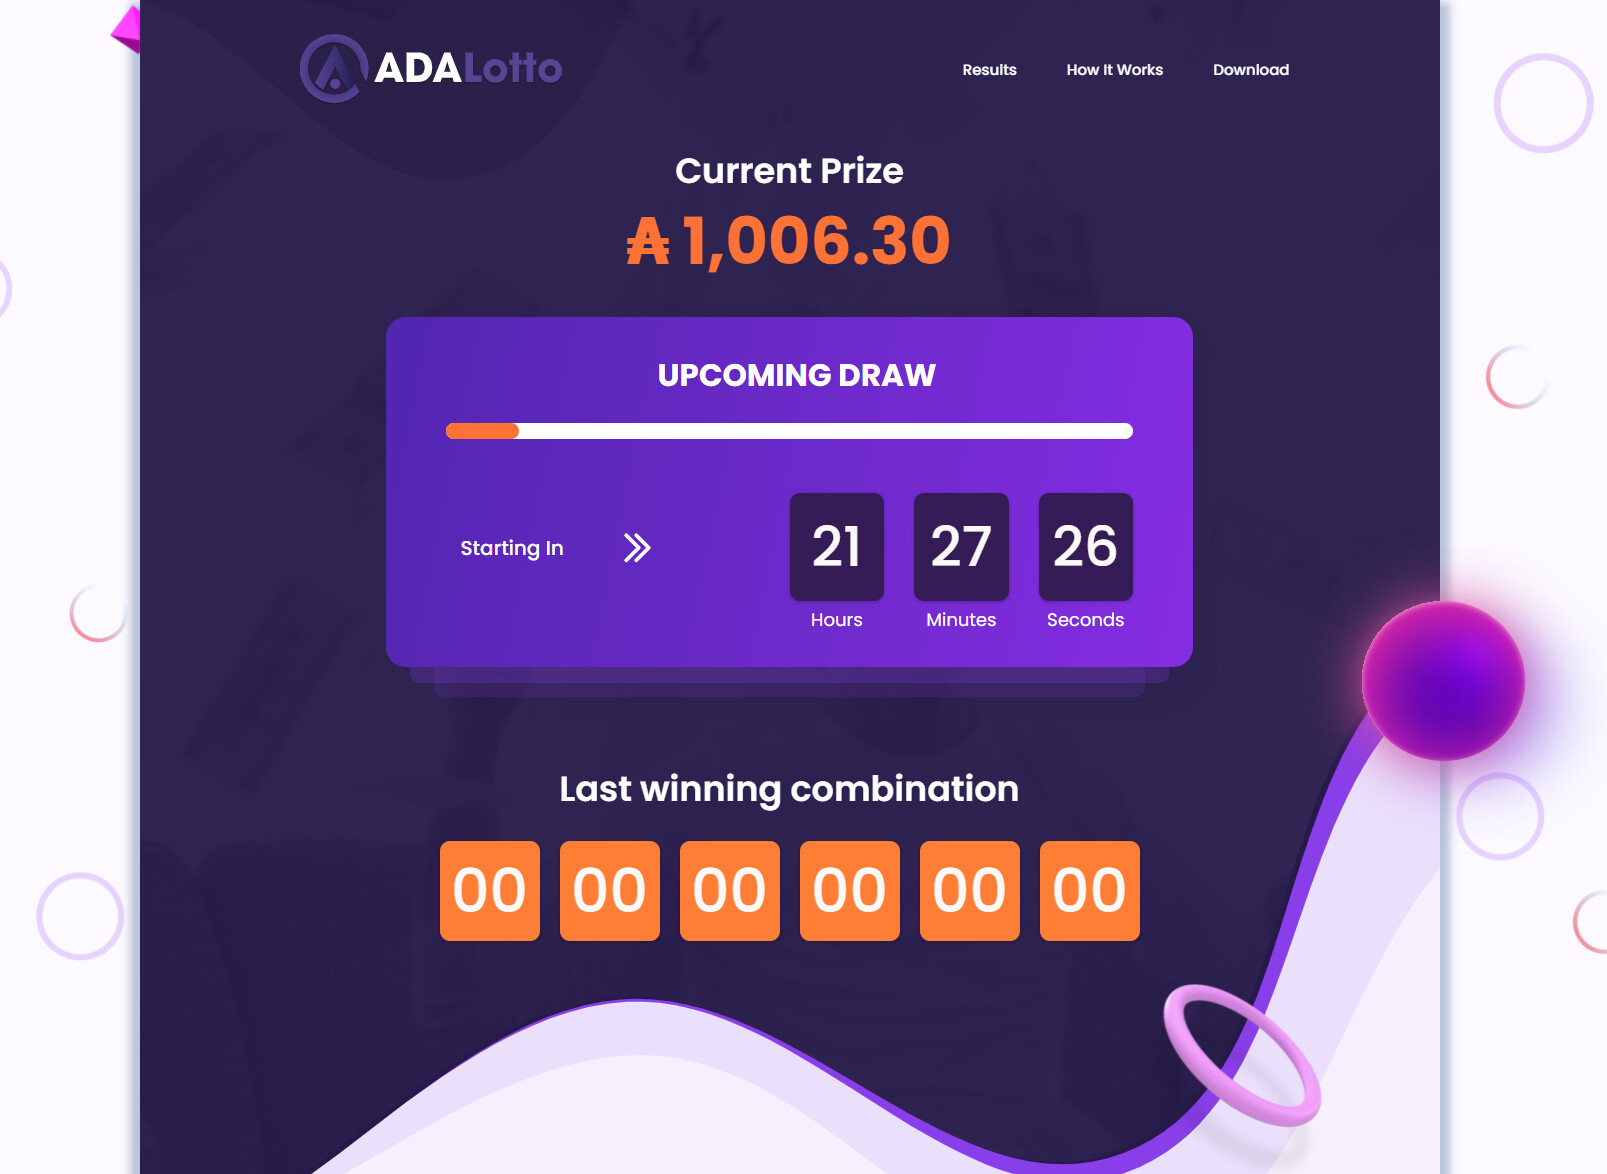 ADALotto
Results How It Works Download
Current Prize
₳ 1,006.30
UPCOMING DRAW
Starting In
21 27 26
Hours Minutes Seconds
Last winning combination
00 00 00 00 00 00